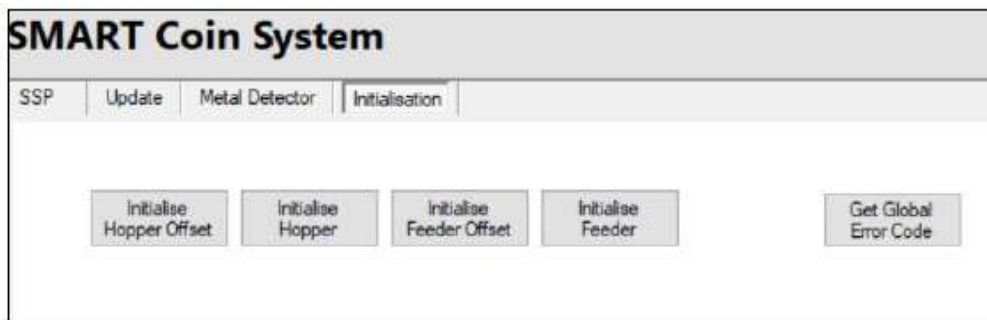 SMART Coin System
SSP Update Metal Detector Initialisation
Initialise
Hopper Offset
Initialise
Hopper
Initialise
Feeder Offset
Initialise
Feeder
Get Global
Error Code